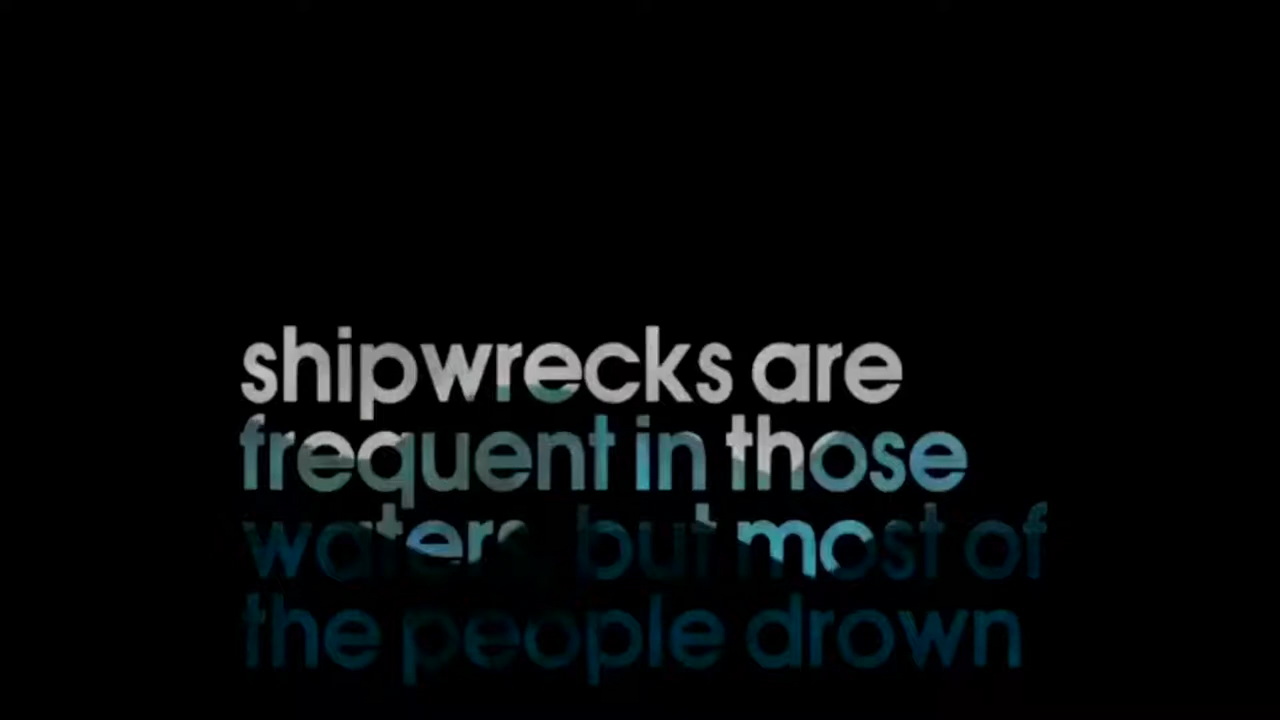 shipwrecks are
frequent in those
waters, but most of
the people drown